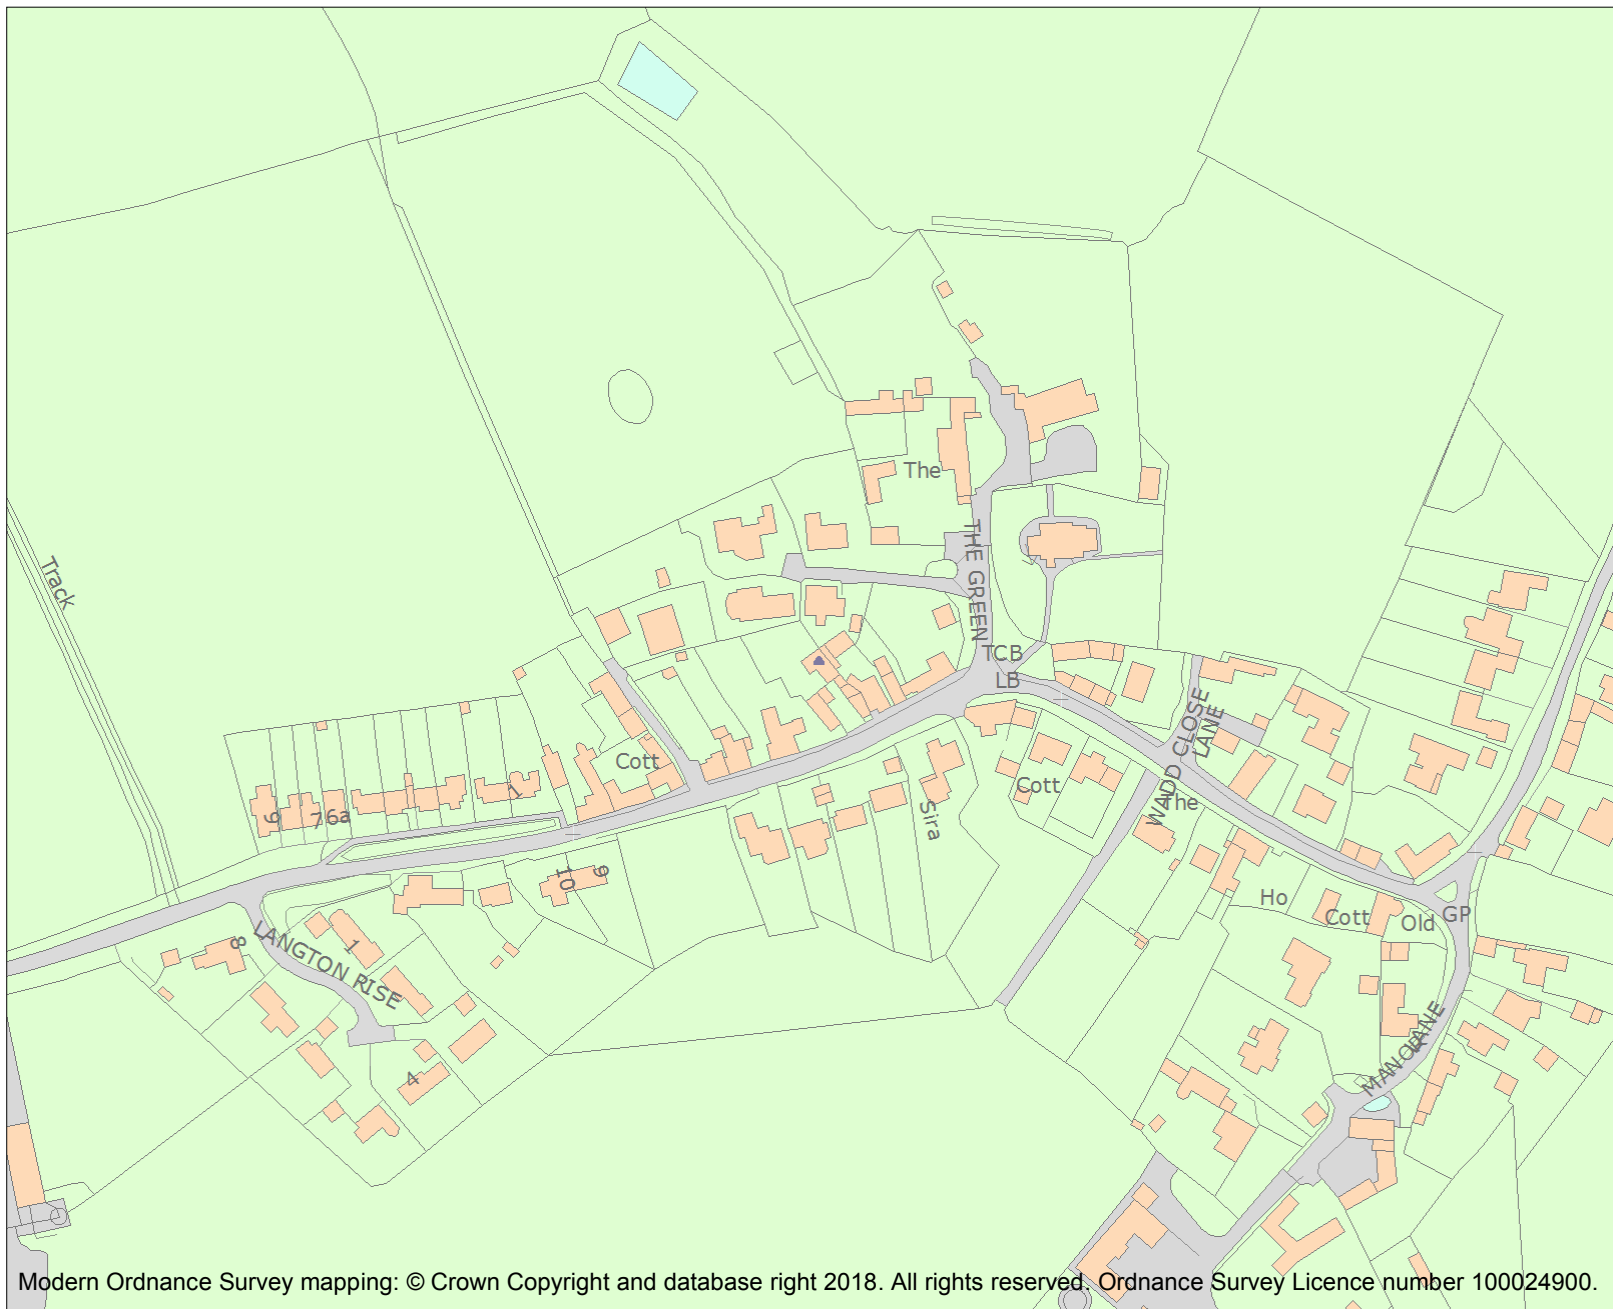 The
Track
THE GREEN
TCB
LB
WADD CLOSE
LANE
Cott
Cott
The
1
9
7
6a
Sira
10
9
Ho
Cott
Old
GP
8
LANGTON RISE
1
4
MANOR
LANE
Modern Ordnance Survey mapping: © Crown Copyright and database right 2018. All rights reserved. Ordnance Survey Licence number 100024900.